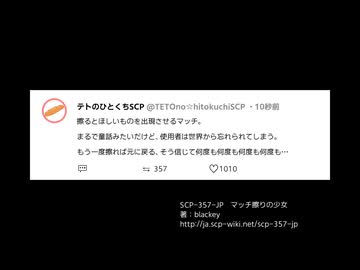 テトのひとくちSCP @TETOno☆hitokuchiSCP ・10秒前
擦るとほしいものを出現させるマッチ。
まるで童話みたいだけど、使用者は世界から忘れられてしまう。
もう一度擦れば元に戻る、そう信じて何度も何度も何度も何度も…
357 1010
SCP-357-JP マッチ擦りの少女
著：blackey
http://ja.scp-wiki.net/scp-357-jp